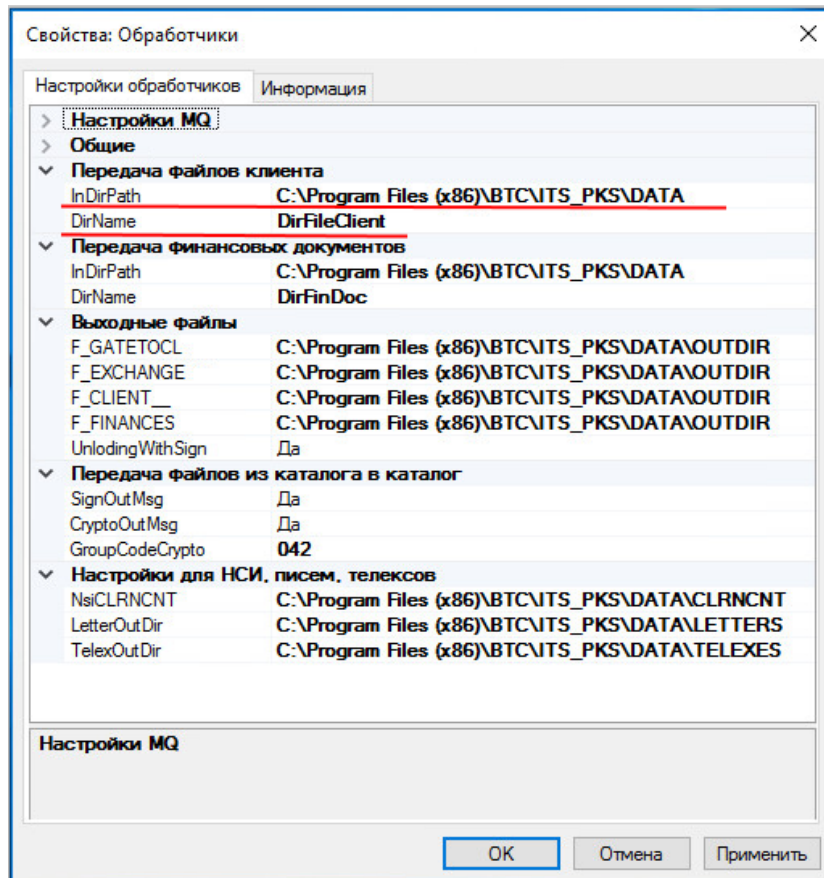 Свойства: Обработчики
Настройки обработчиков Информация
Настройки MQ
Общие
Передача файлов клиента
InDirPath C:\Program Files (x86)\BTC\ITS_PKS\DATA
DirName DirFileClient
Передача финансовых документов
InDirPath C:\Program Files (x86)\BTC\ITS_PKS\DATA
DirName DirFinDoc
Выходные файлы
F_GATETOCL C:\Program Files (x86)\BTC\ITS_PKS\DATA\OUTDIR
F_EXCHANGE C:\Program Files (x86)\BTC\ITS_PKS\DATA\OUTDIR
F_CLIENT__ C:\Program Files (x86)\BTC\ITS_PKS\DATA\OUTDIR
F_FINANCES C:\Program Files (x86)\BTC\ITS_PKS\DATA\OUTDIR
UnlodingWithSign Да
Передача файлов из каталога в каталог
SignOutMsg Да
CryptoOutMsg Да
GroupCodeCrypto 042
Настройки для НСИ, писем, телексов
NsiCLRNCNT C:\Program Files (x86)\BTC\ITS_PKS\DATA\CLRNCNT
LetterOutDir C:\Program Files (x86)\BTC\ITS_PKS\DATA\LETTERS
TelexOutDir C:\Program Files (x86)\BTC\ITS_PKS\DATA\TELEXES
Настройки MQ
OK Отмена Применить